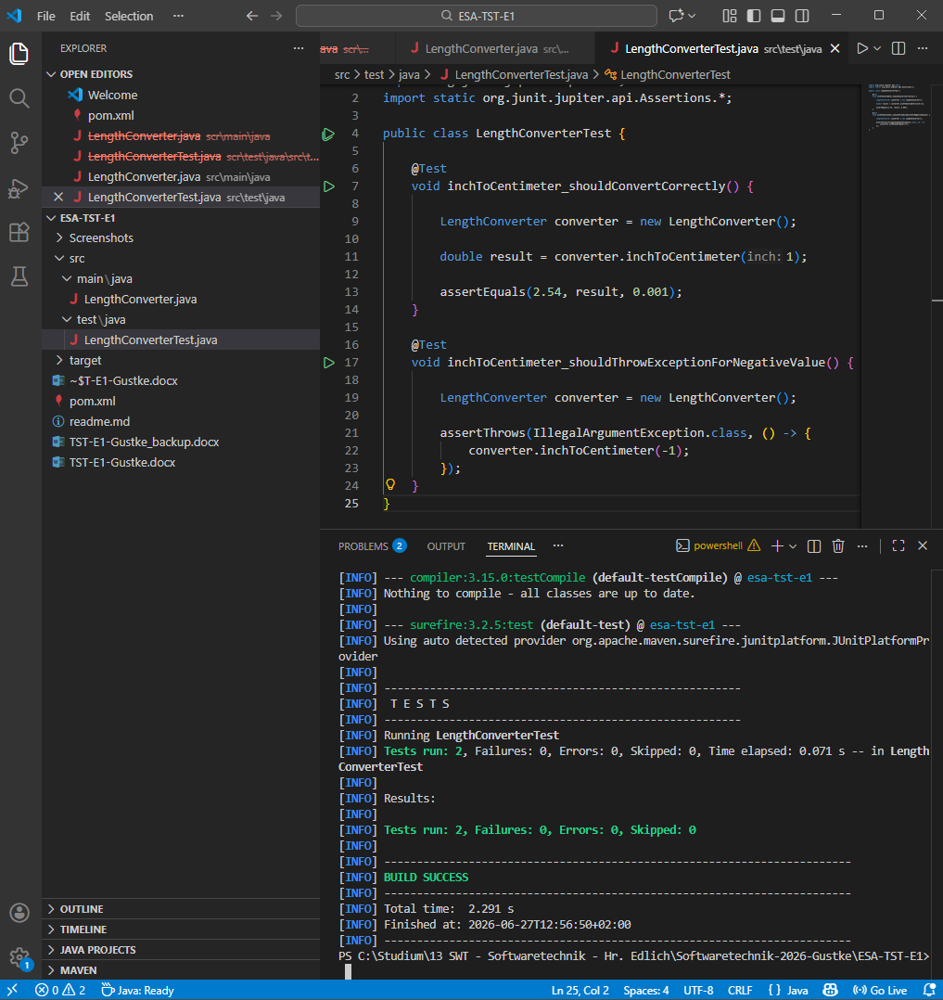 File Edit Selection ··· ESA-TST-E1
EXPLORER ···
OPEN EDITORS
Welcome
pom.xml
LengthConverter.java src\main\java
LengthConverterTest.java src\test\java\src\t...
LengthConverter.java src\main\java
LengthConverterTest.java src\test\java
ESA-TST-E1
Screenshots
src
main\java
LengthConverter.java
test\java
LengthConverterTest.java
target
~$T-E1-Gustke.docx
pom.xml
readme.md
TST-E1-Gustke_backup.docx
TST-E1-Gustke.docx
OUTLINE
TIMELINE
JAVA PROJECTS
MAVEN
1
ava src\... LengthConverter.java src\... LengthConverterTest.java src\test\java
src > test > java > LengthConverterTest.java > LengthConverterTest
2 import static org.junit.jupiter.api.Assertions.*;
3
4 public class LengthConverterTest {
5
6 @Test
7 void inchToCentimeter_shouldConvertCorrectly() {
8
9 LengthConverter converter = new LengthConverter();
10
11 double result = converter.inchToCentimeter(inch: 1);
12
13 assertEquals(2.54, result, 0.001);
14 }
15
16 @Test
17 void inchToCentimeter_shouldThrowExceptionForNegativeValue() {
18
19 LengthConverter converter = new LengthConverter();
20
21 assertThrows(IllegalArgumentException.class, () -> {
22 converter.inchToCentimeter(-1);
23 });
24 }
25 }
PROBLEMS 2 OUTPUT TERMINAL ··· powershell
[INFO] --- compiler:3.15.0:testCompile (default-testCompile) @ esa-tst-e1 ---
[INFO] Nothing to compile - all classes are up to date.
[INFO]
[INFO] --- surefire:3.2.5:test (default-test) @ esa-tst-e1 ---
[INFO] Using auto detected provider org.apache.maven.surefire.junitplatform.JUnitPlatformPr
ovider
[INFO]
[INFO] -------------------------------------------------------
[INFO] T E S T S
[INFO] -------------------------------------------------------
[INFO] Running LengthConverterTest
[INFO] Tests run: 2, Failures: 0, Errors: 0, Skipped: 0, Time elapsed: 0.071 s -- in Length
ConverterTest
[INFO]
[INFO] Results:
[INFO]
[INFO] Tests run: 2, Failures: 0, Errors: 0, Skipped: 0
[INFO]
[INFO] ------------------------------------------------------------------------
[INFO] BUILD SUCCESS
[INFO] ------------------------------------------------------------------------
[INFO] Total time:  2.291 s
[INFO] Finished at: 2026-06-27T12:56:50+02:00
[INFO] ------------------------------------------------------------------------
PS C:\Studium\13 SWT - Softwaretechnik - Hr. Edlich\Softwaretechnik-2026-Gustke\ESA-TST-E1>
0 2 Java: Ready Ln 25, Col 2 Spaces: 4 UTF-8 CRLF {} Java Go Live